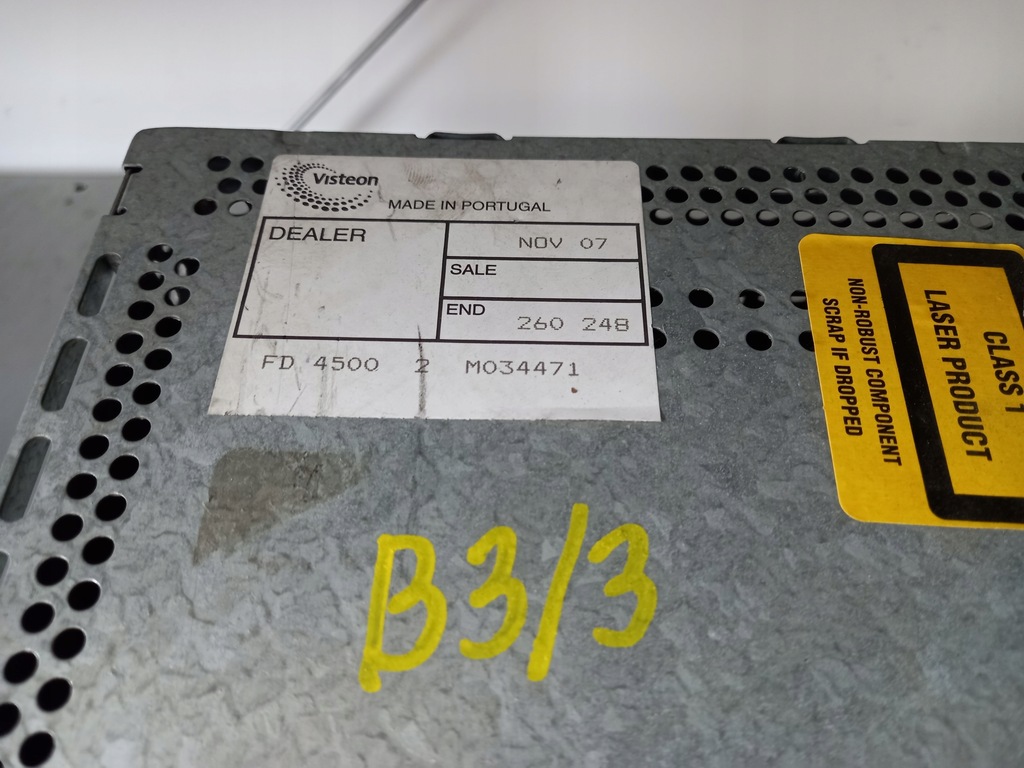 Visteon
MADE IN PORTUGAL
DEALER
NOV 07
SALE
END
260 248
FD 4500 2 M034471
CLASS 1
LASER PRODUCT
NON-ROBUST COMPONENT
SCRAP IF DROPPED
B3/3